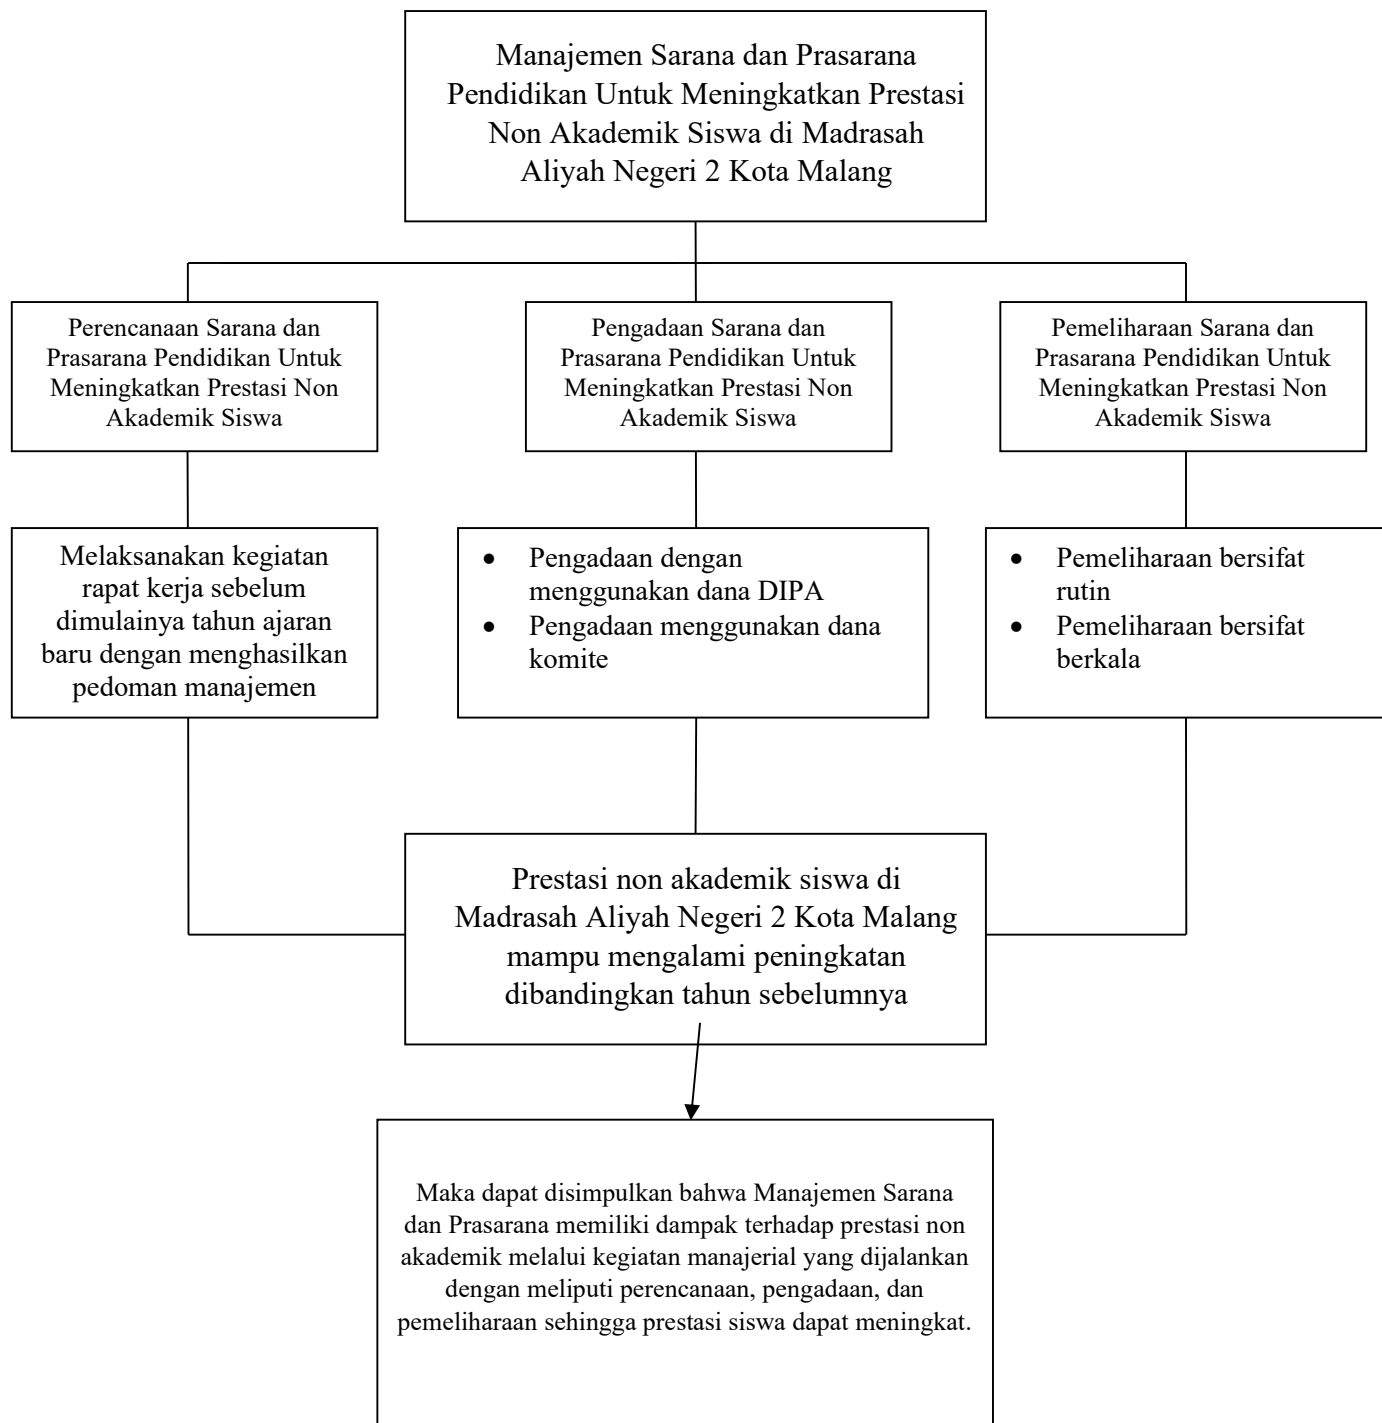 Manajemen Sarana dan Prasarana
Pendidikan Untuk Meningkatkan Prestasi
Non Akademik Siswa di Madrasah
Aliyah Negeri 2 Kota Malang
Perencanaan Sarana dan
Prasarana Pendidikan Untuk
Meningkatkan Prestasi Non
Akademik Siswa
Pengadaan Sarana dan
Prasarana Pendidikan Untuk
Meningkatkan Prestasi Non
Akademik Siswa
Pemeliharaan Sarana dan
Prasarana Pendidikan Untuk
Meningkatkan Prestasi Non
Akademik Siswa
Melaksanakan kegiatan
rapat kerja sebelum
dimulainya tahun ajaran
baru dengan menghasilkan
pedoman manajemen
• Pengadaan dengan
menggunakan dana DIPA
• Pengadaan menggunakan dana
komite
• Pemeliharaan bersifat
rutin
• Pemeliharaan bersifat
berkala
Prestasi non akademik siswa di
Madrasah Aliyah Negeri 2 Kota Malang
mampu mengalami peningkatan
dibandingkan tahun sebelumnya
Maka dapat disimpulkan bahwa Manajemen Sarana
dan Prasarana memiliki dampak terhadap prestasi non
akademik melalui kegiatan manajerial yang dijalankan
dengan meliputi perencanaan, pengadaan, dan
pemeliharaan sehingga prestasi siswa dapat meningkat.